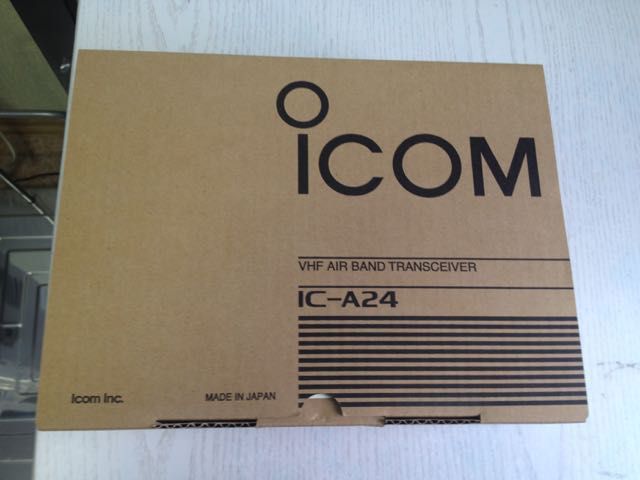 ICOM
VHF AIR BAND TRANSCEIVER
IC-A24
Icom Inc.
MADE IN JAPAN